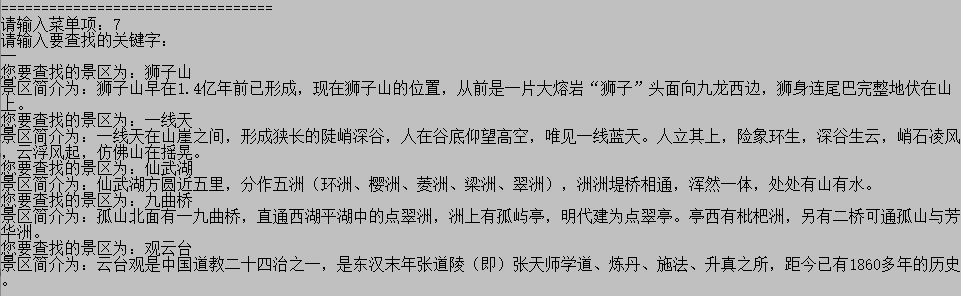 ==================================
请输入菜单项：7
请输入要查找的关键字：
一
您要查找的景区为：狮子山
景区简介为：狮子山早在1.4亿年前已形成，现在狮子山的位置，从前是一片大熔岩“狮子”头面向九龙西边，狮身连尾巴完整地伏在山
上。
您要查找的景区为：一线天
景区简介为：一线天在山崖之间，形成狭长的陡峭深谷，人在谷底仰望高空，唯见一线蓝天。人立其上，险象环生，深谷生云，峭石凌风
，云浮风起，仿佛山在摇晃。
您要查找的景区为：仙武湖
景区简介为：仙武湖方圆近五里，分作五洲（环洲、樱洲、菱洲、梁洲、翠洲），洲洲堤桥相通，浑然一体，处处有山有水。
您要查找的景区为：九曲桥
景区简介为：孤山北面有一九曲桥，直通西湖平湖中的点翠洲，洲上有孤屿亭，明代建为点翠亭。亭西有枇杷洲，另有二桥可通孤山与芳
华洲。
您要查找的景区为：观云台
景区简介为：云台观是中国道教二十四治之一，是东汉末年张道陵（即）张天师学道、炼丹、施法、升真之所，距今已有1860多年的历史
。